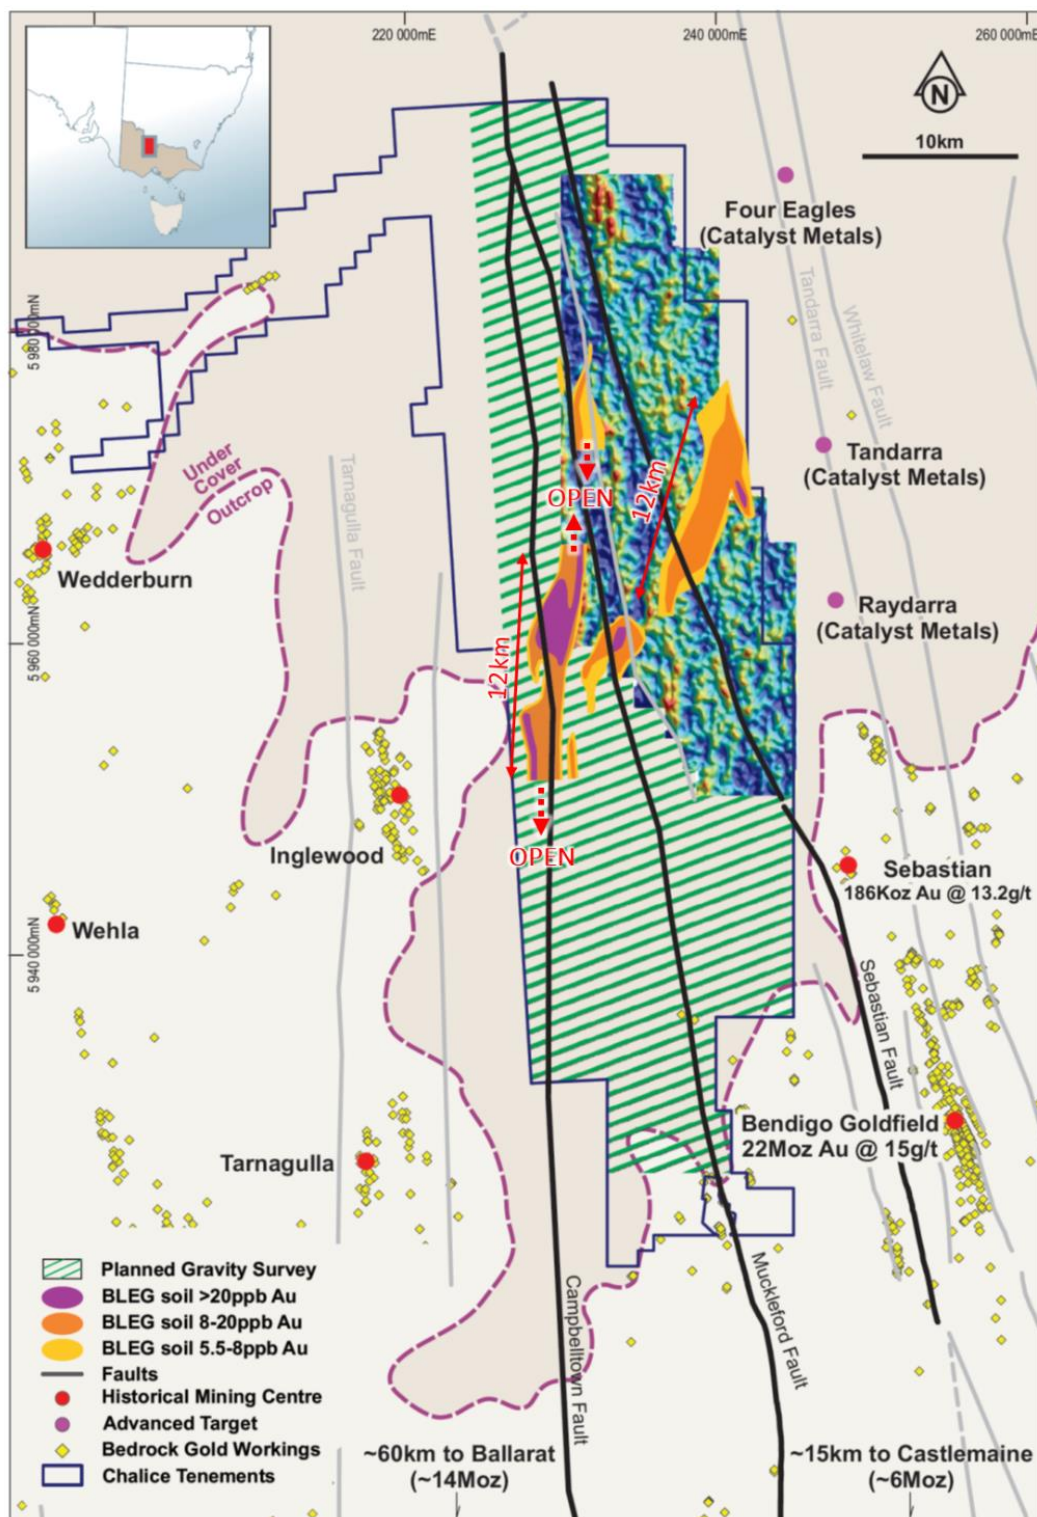 220 000mE
240 000mE
260 000mE
N
10km
Four Eagles
(Catalyst Metals)
Tandarra Fault
Whitelaw Fault
5 980 000mN
Under
Cover
Outcrop
Tarnagulla Fault
OPEN
12km
Tandarra
(Catalyst Metals)
Wedderburn
Raydarra
(Catalyst Metals)
5 960 000mN
12km
Inglewood
OPEN
Sebastian
186Koz Au @ 13.2g/t
Wehla
5 940 000mN
Sebastian Fault
Bendigo Goldfield
22Moz Au @ 15g/t
Tarnagulla
Campbelltown Fault
Muckleford Fault
Planned Gravity Survey
BLEG soil >20ppb Au
BLEG soil 8-20ppb Au
BLEG soil 5.5-8ppb Au
Faults
Historical Mining Centre
Advanced Target
Bedrock Gold Workings
Chalice Tenements
~60km to Ballarat
(~14Moz)
~15km to Castlemaine
(~6Moz)